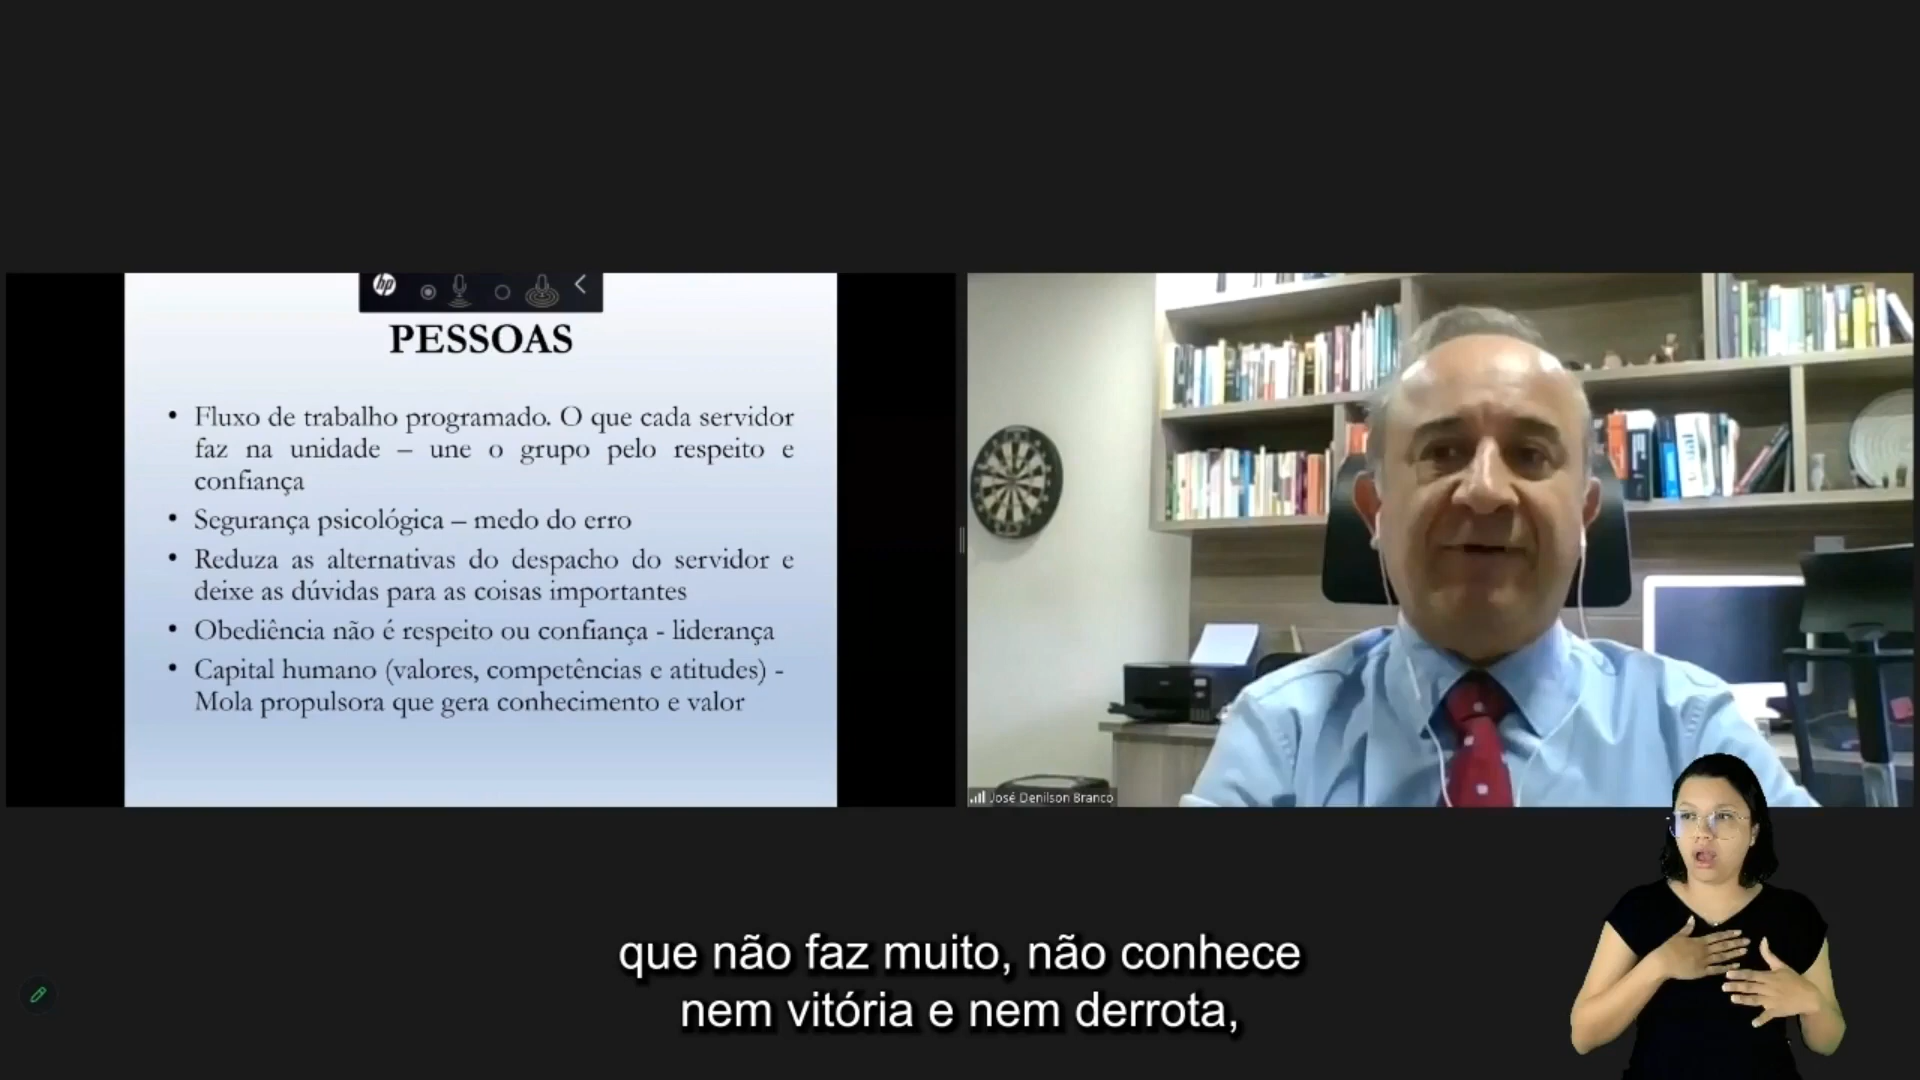 hp
PESSOAS
• Fluxo de trabalho programado. O que cada servidor
faz na unidade – une o grupo pelo respeito e
confiança
• Segurança psicológica – medo do erro
• Reduza as alternativas do despacho do servidor e
deixe as dúvidas para as coisas importantes
• Obediência não é respeito ou confiança - liderança
• Capital humano (valores, competências e atitudes) -
Mola propulsora que gera conhecimento e valor
José Denilson Branco
que não faz muito, não conhece
nem vitória e nem derrota,